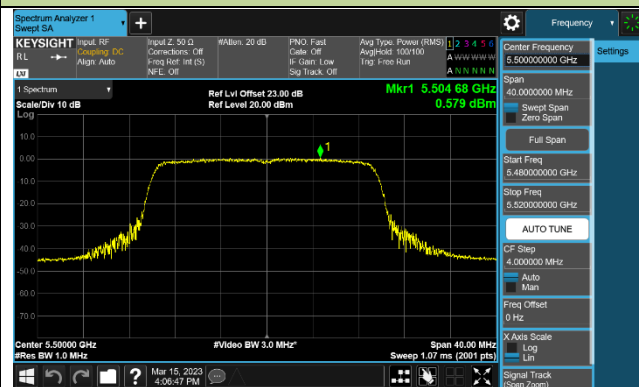 Spectrum Analyzer 1
Swept SA
Frequency
KEYSIGHT
RL
LXI
Input: RF
Coupling: DC
Align: Auto
Input Z: 50 Ω
Corrections: Off
Freq Ref: Int (S)
NFE: Off
#Atten: 20 dB
PNO: Fast
Gate: Off
IF Gain: Low
Sig Track: Off
Avg Type: Power (RMS)
Avg|Hold: 100/100
Trig: Free Run
1 2 3 4 5 6
A W W W W W
A N N N N N
1 Spectrum
Scale/Div 10 dB
Log
Ref Lvl Offset 23.00 dB
Ref Level 20.00 dBm
Mkr1 5.504 68 GHz
0.579 dBm
1
10.0
0.00
-10.0
-20.0
-30.0
-40.0
-50.0
-60.0
-70.0
Center 5.50000 GHz
#Res BW 1.0 MHz
#Video BW 3.0 MHz*
Span 40.00 MHz
Sweep 1.07 ms (2001 pts)
Center Frequency
5.50000000 GHz
Settings
Span
40.0000000 MHz
Swept Span
Zero Span
Full Span
Start Freq
5.480000000 GHz
Stop Freq
5.520000000 GHz
AUTO TUNE
CF Step
4.000000 MHz
Auto
Man
Freq Offset
0 Hz
X Axis Scale
Log
Lin
Signal Track
(Span Zoom)
?
Mar 15, 2023
4:06:47 PM